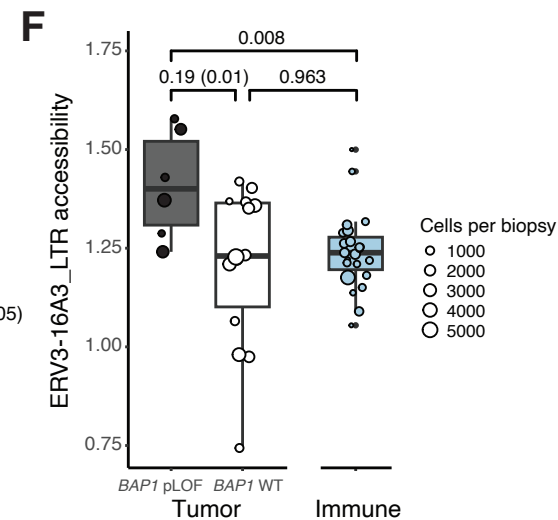 F
0.008
0.19 (0.01)
0.963
1.75
1.50
1.25
1.00
0.75
ERV3-16A3_LTR accessibility
05)
Cells per biopsy
1000
2000
3000
4000
5000
BAP1 pLOF
BAP1 WT
Tumor
Immune